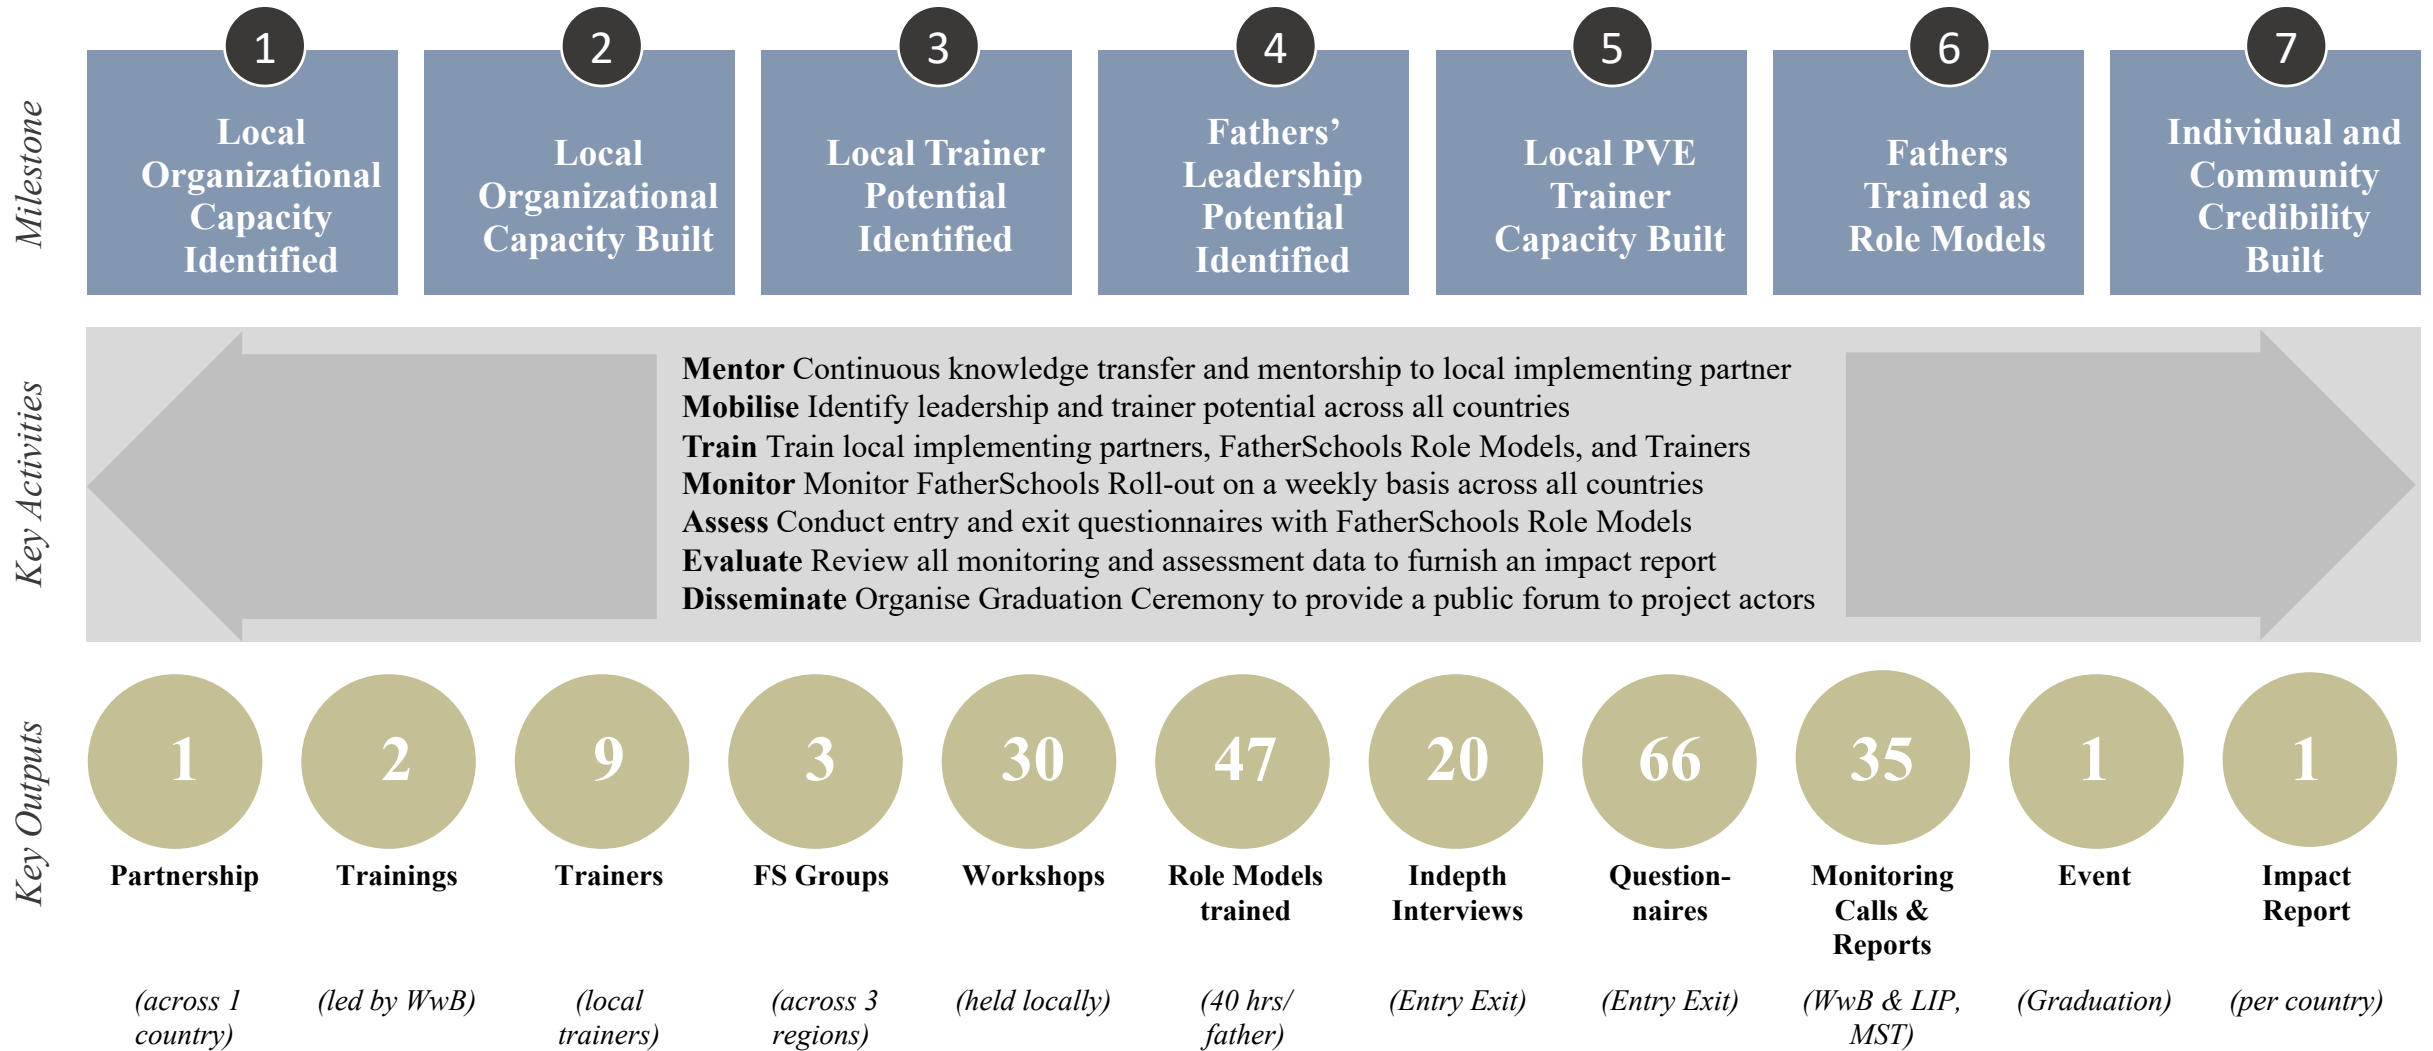 Milestone
1
Local
Organizational
Capacity
Identified
2
Local
Organizational
Capacity Built
3
Local Trainer
Potential
Identified
4
Fathers’
Leadership
Potential
Identified
5
Local PVE
Trainer
Capacity Built
6
Fathers
Trained as
Role Models
7
Individual and
Community
Credibility
Built
Key Activities
Mentor Continuous knowledge transfer and mentorship to local implementing partner
Mobilise Identify leadership and trainer potential across all countries
Train Train local implementing partners, FatherSchools Role Models, and Trainers
Monitor Monitor FatherSchools Roll-out on a weekly basis across all countries
Assess Conduct entry and exit questionnaires with FatherSchools Role Models
Evaluate Review all monitoring and assessment data to furnish an impact report
Disseminate Organise Graduation Ceremony to provide a public forum to project actors
Key Outputs
1
Partnership
(across 1
country)
2
Trainings
(led by WwB)
9
Trainers
(local
trainers)
3
FS Groups
(across 3
regions)
30
Workshops
(held locally)
47
Role Models
trained
(40 hrs/
father)
20
Indepth
Interviews
(Entry Exit)
66
Question-
naires
(Entry Exit)
35
Monitoring
Calls &
Reports
(WwB & LIP,
MST)
1
Event
(Graduation)
1
Impact
Report
(per country)